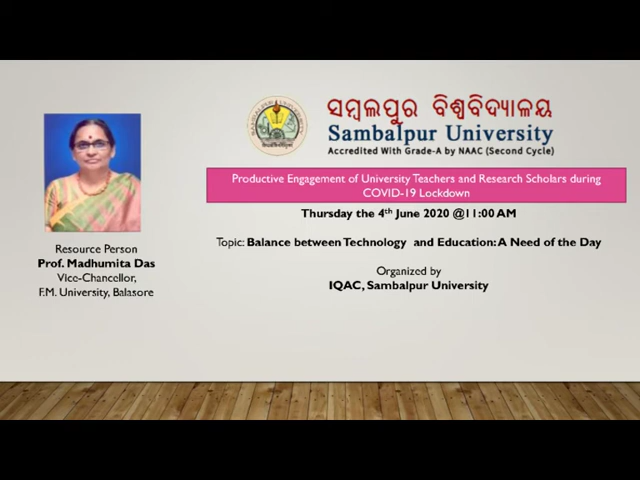 ସମ୍ବଲପୁର ବିଶ୍ୱବିଦ୍ୟାଳୟ
Sambalpur University
Accredited With Grade-A by NAAC (Second Cycle)
Productive Engagement of University Teachers and Research Scholars during
COVID-19 Lockdown
Thursday the 4th June 2020 @11:00 AM
Topic: Balance between Technology and Education: A Need of the Day
Organized by
IQAC, Sambalpur University
Resource Person
Prof. Madhumita Das
Vice-Chancellor,
F.M. University, Balasore